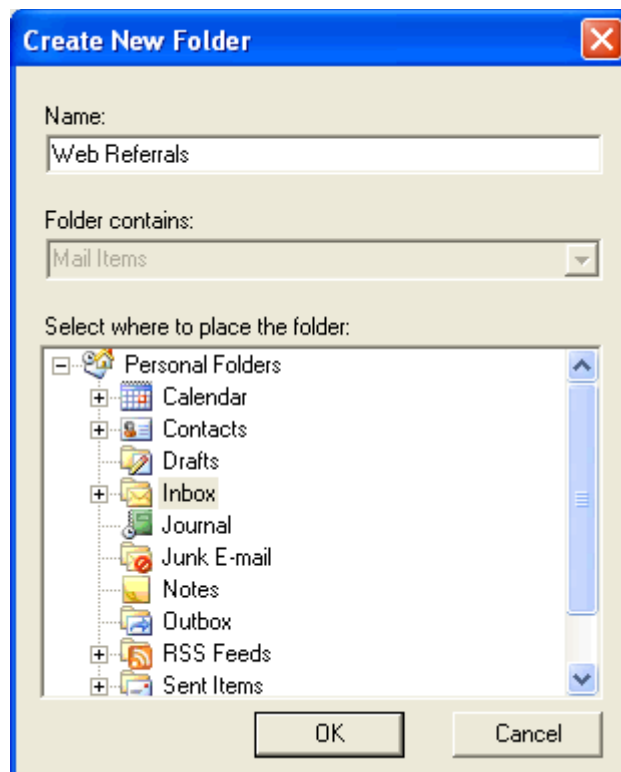 Create New Folder
Name:
Web Referrals
Folder contains:
Mail Items
Select where to place the folder:
Personal Folders
Calendar
Contacts
Drafts
Inbox
Journal
Junk E-mail
Notes
Outbox
RSS Feeds
Sent Items
OK Cancel